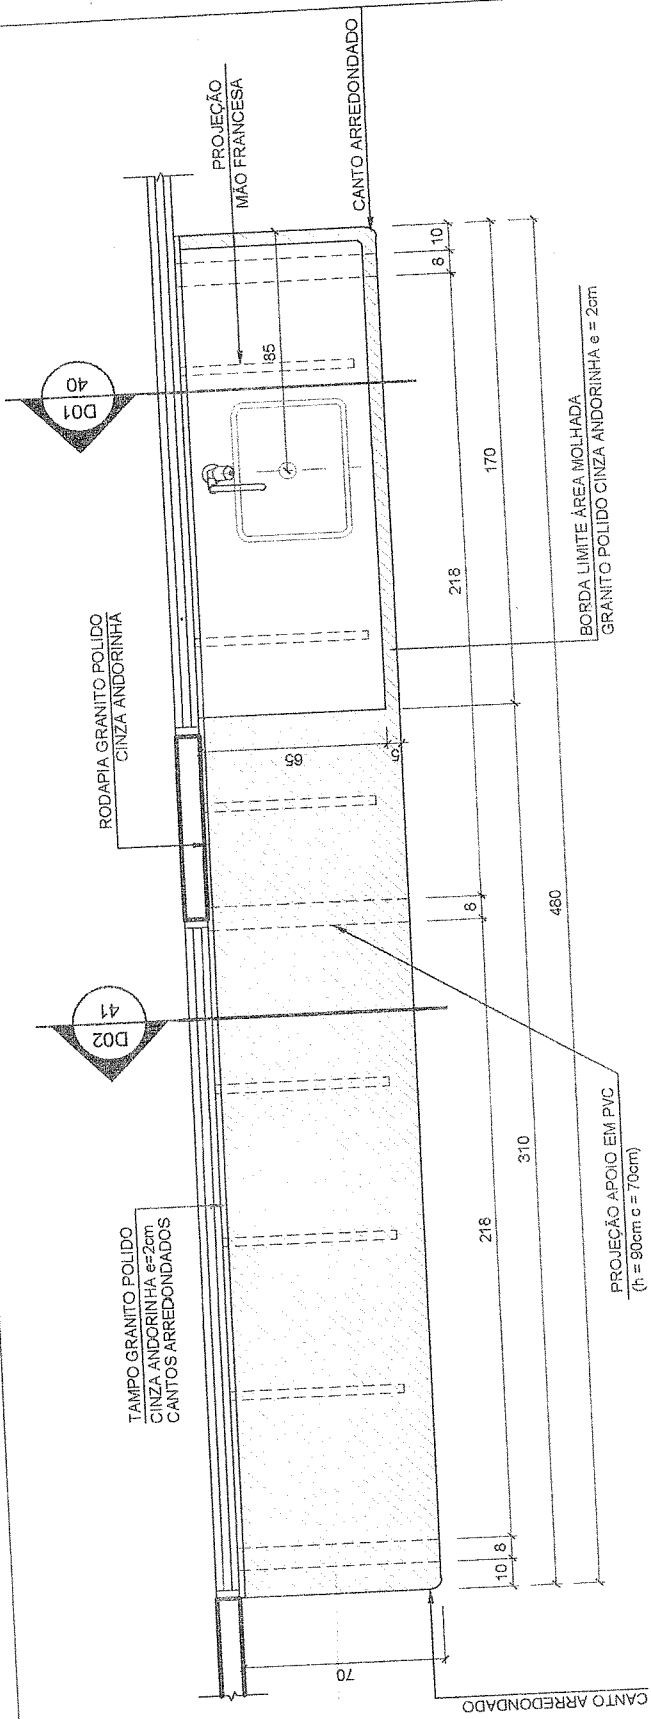 PROJEÇÃO
MÃO FRANCESA
CANTO ARREDONDADO
D01
40
85
10
8
RODAPIA GRANITO POLIDO
CINZA ANDORINHA
170
218
BORDA LIMITE ÁREA MOLHADA
GRANITO POLIDO CINZA ANDORINHA e = 2cm
65
5
8
480
D02
41
TAMPO GRANITO POLIDO
CINZA ANDORINHA e=2cm
CANTOS ARREDONDADOS
310
218
PROJEÇÃO APOIO EM PVC
(h = 90cm c = 70cm)
8
10
70
CANTO ARREDONDADO